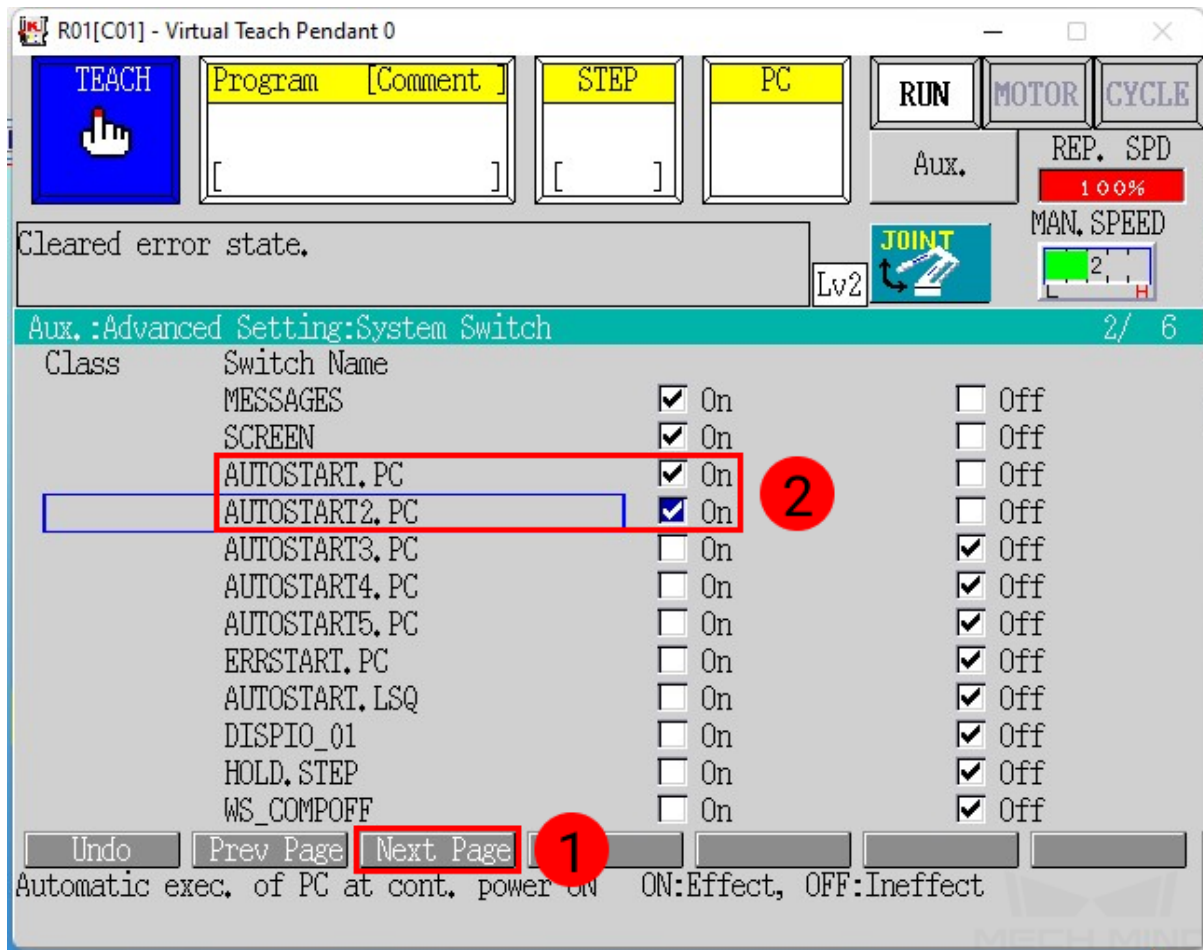 R01[C01] - Virtual Teach Pendant 0
TEACH Program [Comment ] STEP PC RUN MOTOR CYCLE
[ ] [ ] Aux. REP. SPD
100%
Cleared error state. Lv2 JOINT MAN.SPEED
2
L H
Aux.:Advanced Setting:System Switch 2/ 6
Class Switch Name
MESSAGES On Off
SCREEN On Off
AUTOSTART.PC On Off
2
AUTOSTART2.PC On Off
AUTOSTART3.PC On Off
AUTOSTART4.PC On Off
AUTOSTART5.PC On Off
ERRSTART.PC On Off
AUTOSTART.LSQ On Off
DISPIO_01 On Off
HOLD.STEP On Off
WS_COMPOFF On Off
Undo Prev Page Next Page 1
Automatic exec. of PC at cont. power ON ON:Effect, OFF:Ineffect
MECH MIND